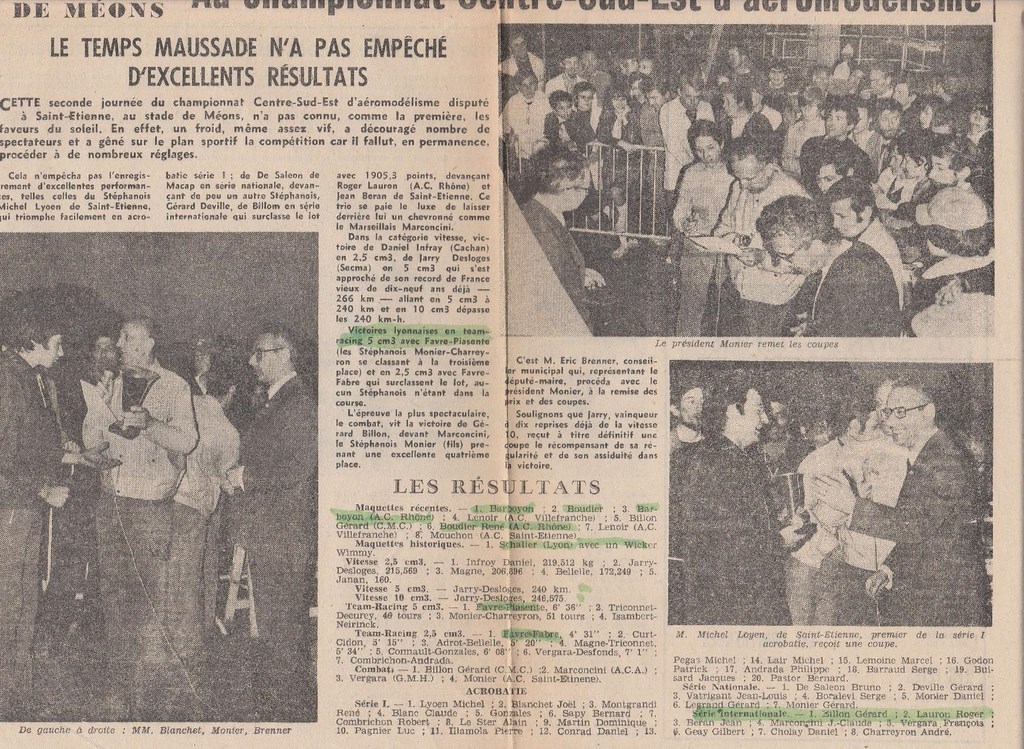 DE MÉONS
Au championnat Centre-Sud-Est d'aéromodélisme
LE TEMPS MAUSSADE N'A PAS EMPÊCHÉ
D'EXCELLENTS RÉSULTATS
CETTE seconde journée du championnat Centre-Sud-Est d'aéromodélisme disputé
à Saint-Etienne, au stade de Méons, n'a pas connu, comme la première, les
faveurs du soleil. En effet, un froid, même assez vif, a découragé nombre de
spectateurs et a gêné sur le plan sportif la compétition car il fallut, en permanence,
procéder à de nombreux réglages.
Cela n'empécha pas l'enregis-
trement d'excellentes performan-
ces, telles celles du Stéphanois
Michel Lyoen de Saint-Etienne,
qui triomphe facilement en acro-
batie série 1 ; de De Saleon de
Macap en série nationale, devan-
çant de peu un autre Stéphanois,
Gérard Deville, de Billom en série
internationale qui surclasse le lot
avec 1905,3 points, devançant
Roger Lauron (A.C. Rhône) et
Jean Beran de Saint-Etienne. Ce
trio se paie le luxe de laisser
derrière lui un chevronné comme
le Marseillais Marconcini.
Dans la catégorie vitesse, vic-
toire de Daniel Infray (Cachan)
en 2,5 cm3, de Jarry Desloges
(Secma) en 5 cm3 qui s'est
approché de son record de France
vieux de dix-neuf ans déjà —
266 km — allant en 5 cm3 à
240 km et en 10 cm3 dépasse
les 240 km-h.
Victoires lyonnaises en team-
racing 5 cm3 avec Favre-Piasente
(les Stéphanois Monier-Charrey-
ron se classant à la troisième
place) et en 2,5 cm3 avec Favre-
Fabre qui surclassent le lot, au-
cun Stéphanois n'étant dans la
course.
L'épreuve la plus spectaculaire,
le combat, vit la victoire de Gé-
rard Billon, devant Marconcini,
le Stéphanois Monier (fils) pre-
nant une excellente quatrième
place.
Le président Monier remet les coupes
C'est M. Eric Brenner, conseil-
ler municipal qui, représentant le
député-maire, procéda avec le
président Monier, à la remise des
prix et des coupes.
Soulignons que Jarry, vainqueur
à dix reprises déjà de la vitesse
10, reçut à titre définitif une
coupe le récompensant de sa ré-
gularité et de son assiduité dans
la victoire.
LES RÉSULTATS
Maquettes récentes. — 1. Barboyon ; 2. Boudier ; 3. Bar-
boyon (A.C. Rhône) ; 4. Lenoir (A.C. Villefranche) ; 5. Billon
Gérard (C.M.C.) ; 6. Boudier René (A.C. Rhône) ; 7. Lenoir (A.C.
Villefranche) ; 8. Mouchon (A.C. Saint-Etienne).
Maquettes historiques. — 1. Schaller (Lyon) avec un Wicker
Wimmy.
Vitesse 2,5 cm3. — 1. Infroy Daniel, 219,512 kg ; 2. Jarry-
Desloges, 215,569 ; 3. Magne, 206,896 ; 4. Belleile, 172,249 ; 5.
Janan, 160.
Vitesse 5 cm3. — Jarry-Desloges, 240 km.
Vitesse 10 cm3. — Jarry-Desloges, 246,575.
Team-Racing 5 cm3. — 1. Favre-Piasente, 6' 36" ; 2. Triconnet-
Decurey, 40 tours ; 3. Monier-Charreyron, 51 tours ; 4. Isambert-
Neirinck.
Team-Racing 2,5 cm3. — 1. Favre-Fabre, 4' 31" ; 2. Curt-
Cidon, 5' 15" ; 3. Adrot-Belleile, 5' 20" ; 4. Magne-Triconnet,
5' 34" ; 5. Connault-Gonzales, 6' 08" ; 6. Vergara-Desfonds, 7' 1" ;
7. Combrichon-Andrada.
Combats. — 1. Billon Gérard (C.M.C.) ;2. Marconcini (A.C.A.) ;
3. Vergara (G.M.H.) ; 4. Monier (A.C. Saint-Etinene).
ACROBATIE
Série I. — 1. Lyoen Michel ; 2. Blanchet Joël ; 3. Montgrandi
René ; 4. Blanc Claude ; 5. Gonzales ; 6. Sapy Bernard ; 7.
Combrichon Robert ; 8. Le Ster Alain ; 9. Martin Dominique ;
10. Pagnier Luc ; 11. Illamola Pierre ; 12. Conrad Daniel ; 13.
De gauche à droite : MM. Blanchet, Monier, Brenner
M. Michel Loyen, de Saint-Etienne, premier de la série I
acrobatie, reçoit une coupe.
Pegas Michel ; 14. Lair Michel ; 15. Lemoine Marcel ; 16. Godon
Patrick ; 17. Andrada Philippe ; 18. Barraud Serge ; 19. Buis-
sard Jacques ; 20. Pastor Bernard.
Série Nationale. — 1. De Saleon Bruno ; 2. Deville Gérard ;
3. Vatrigant Jean-Louis ; 4. Boralevi Serge ; 5. Monier Daniel ;
6. Legrand Gérard ; 7. Monier Gérard.
Série internationale. — 1. Billon Gérard ; 2. Lauron Roger ;
3. Beran Jean ; 4. Marconcini J.-Claude ; 5. Vergara François ;
6. Geay Gilbert ; 7. Cholay Daniel ; 8. Charreyron André.